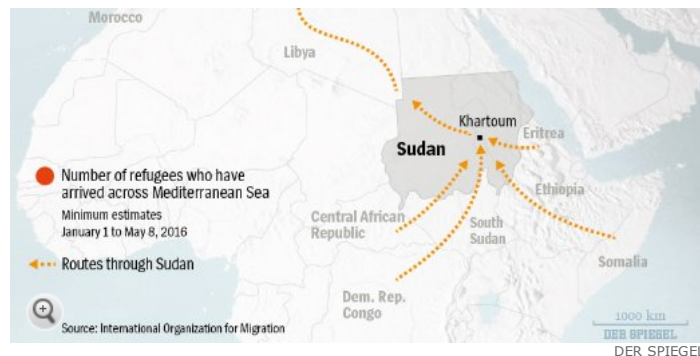 Morocco
Libya
Khartoum
Eritrea
Sudan
Number of refugees who have
arrived across Mediterranean Sea
Minimum estimates
January 1 to May 8, 2016
Ethiopia
Central African
Republic
South
Sudan
Routes through Sudan
Somalia
Dem. Rep.
Congo
1000 km
Source: International Organization for Migration
DER SPIEGEL
DER SPIEGEL